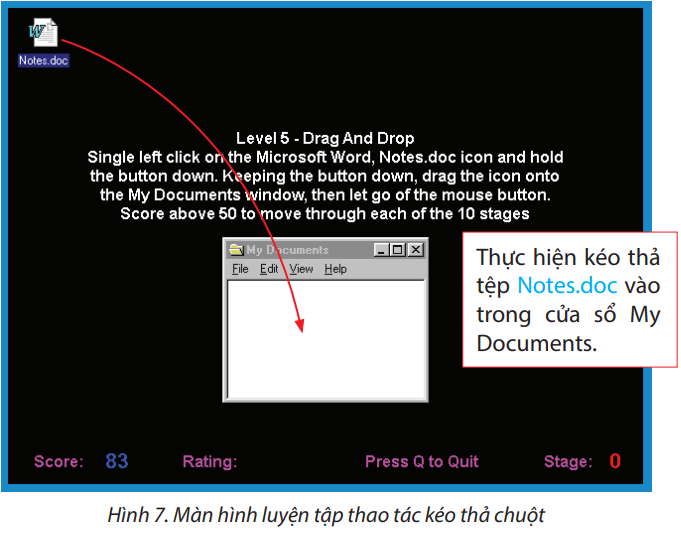 Notes.doc
Level 5 - Drag And Drop
Single left click on the Microsoft Word, Notes.doc icon and hold
the button down. Keeping the button down, drag the icon onto
the My Documents window, then let go of the mouse button.
Score above 50 to move through each of the 10 stages
My Documents
File Edit View Help
Thực hiện kéo thả
tệp Notes.doc vào
trong cửa sổ My
Documents.
Score: 83 Rating: Press Q to Quit Stage: 0
Hình 7. Màn hình luyện tập thao tác kéo thả chuột